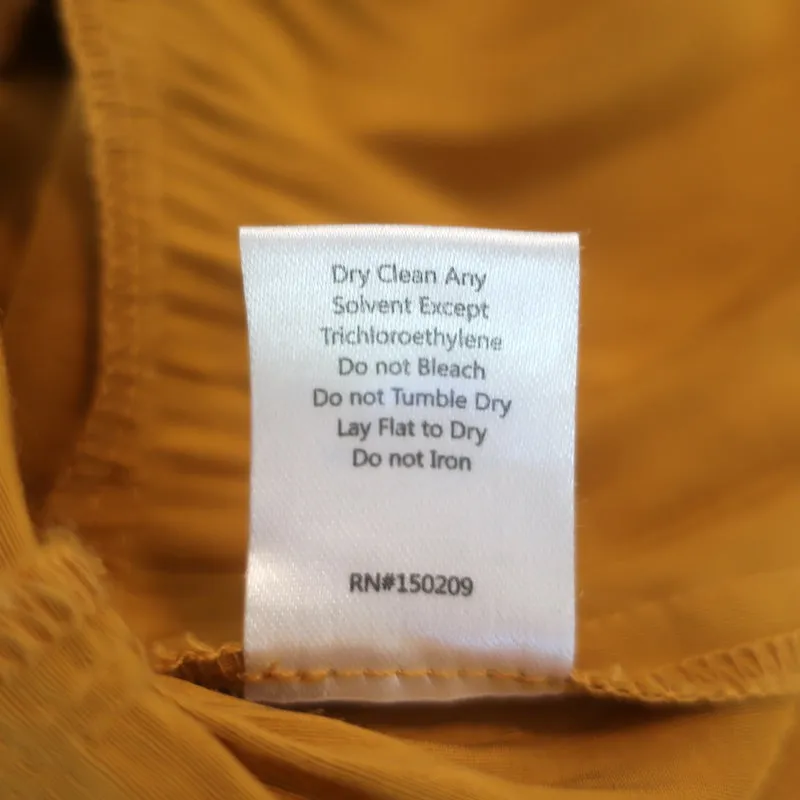 Dry Clean Any
Solvent Except
Trichloroethylene
Do not Bleach
Do not Tumble Dry
Lay Flat to Dry
Do not Iron
RN#150209